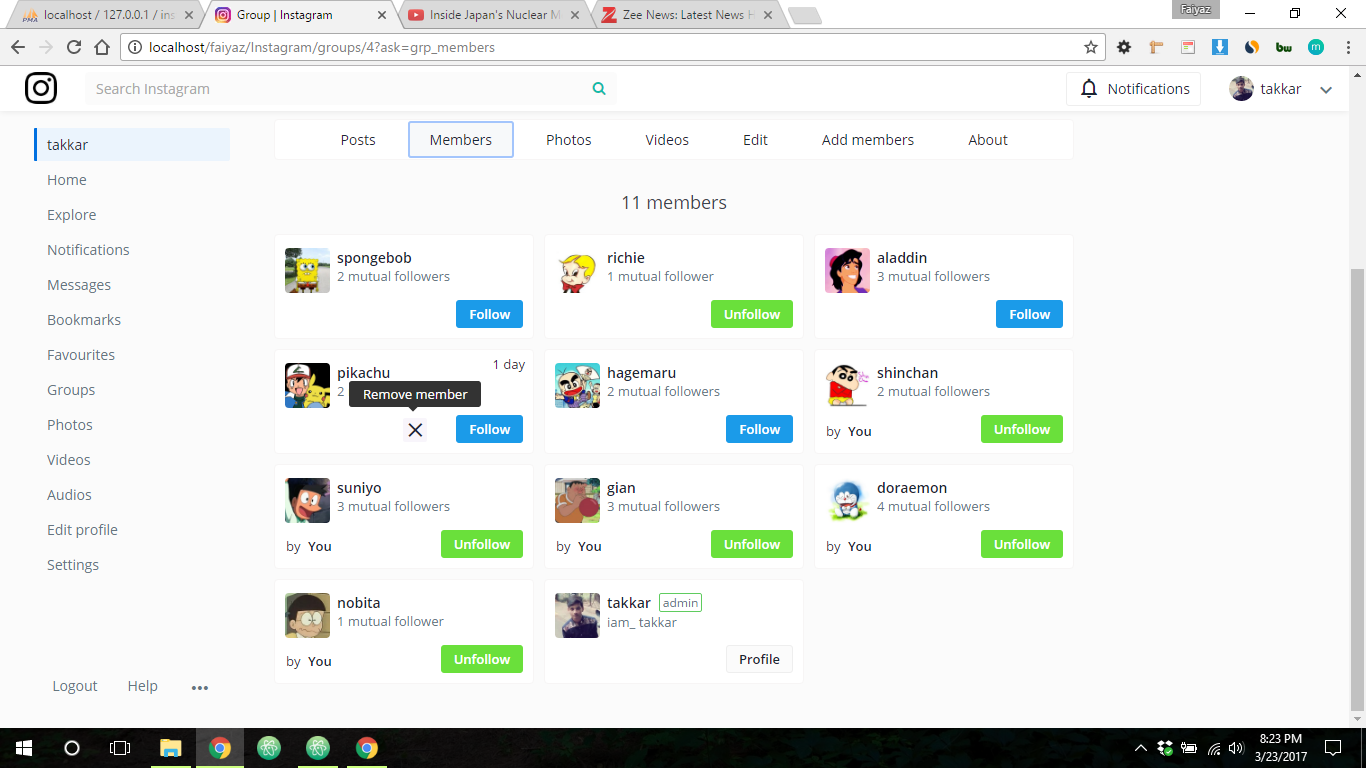 localhost / 127.0.0.1 / ins
Group | Instagram
Inside Japan's Nuclear M
Zee News: Latest News H
Faiyaz
localhost/faiyaz/Instagram/groups/4?ask=grp_members
Search Instagram
Notifications
takkar
takkar
Home
Explore
Notifications
Messages
Bookmarks
Favourites
Groups
Photos
Videos
Audios
Edit profile
Settings
Logout Help
Posts Members Photos Videos Edit Add members About
11 members
spongebob
2 mutual followers
Follow
richie
1 mutual follower
Unfollow
aladdin
3 mutual followers
Follow
pikachu
1 day
2
Remove member
Follow
hagemaru
2 mutual followers
Follow
shinchan
2 mutual followers
by You
Unfollow
suniyo
3 mutual followers
by You
Unfollow
gian
3 mutual followers
by You
Unfollow
doraemon
4 mutual followers
by You
Unfollow
nobita
1 mutual follower
by You
Unfollow
takkar admin
iam_ takkar
Profile
8:23 PM
3/23/2017